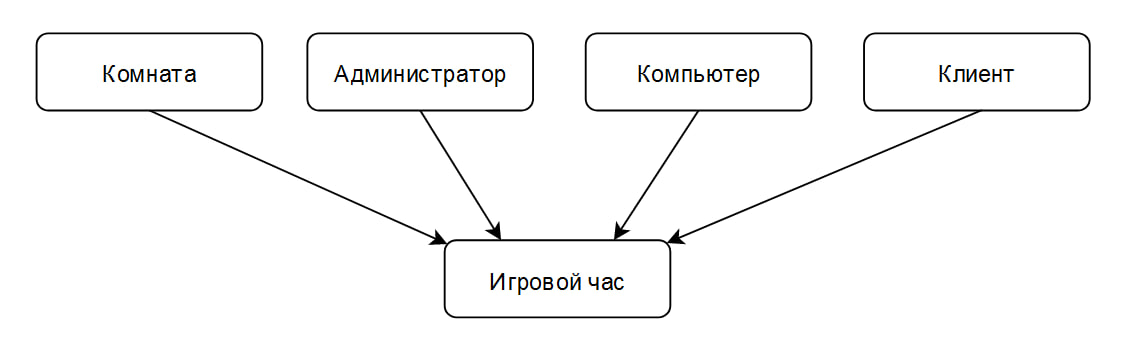 Комната
Администратор
Компьютер
Клиент
Игровой час